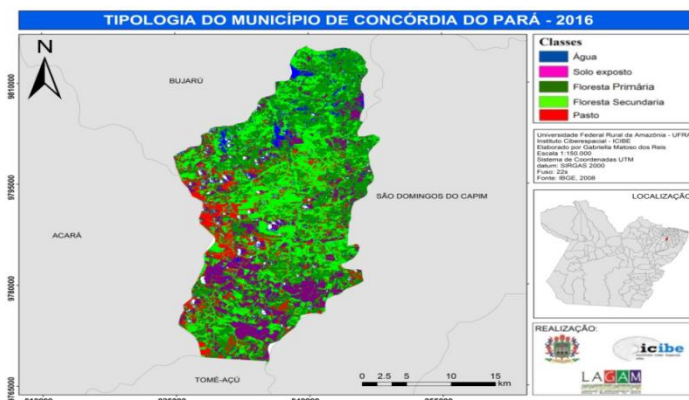 TIPOLOGIA DO MUNICÍPIO DE CONCÓRDIA DO PARÁ - 2016
N
BUJARÚ
SÃO DOMINGOS DO CAPIM
ACARÁ
TOMÉ-AÇÚ
9810000
9795000
9780000
9765000
0 2.5 5 10 15
km
Classes
Água
Solo exposto
Floresta Primária
Floresta Secundaria
Pasto
Universidade Federal Rural da Amazônia - UFRA
Instituto Ciberespacial - ICIBE
Elaborado por Gabriella Matoso dos Reis
Escala 1:150.000
Sistema de Coordenadas UTM
datum: SIRGAS 2000
Fuso: 22s
Fonte: IBGE, 2008
LOCALIZAÇÃO
REALIZAÇÃO:
icibe
LAGAM